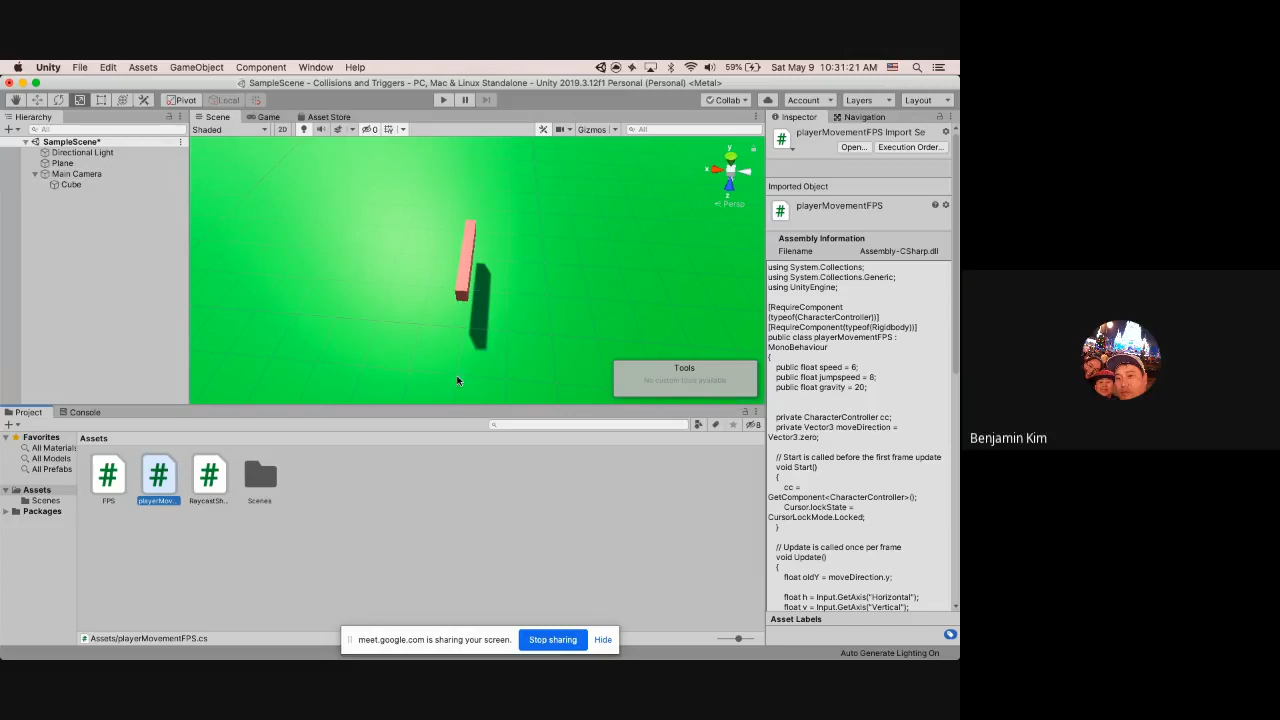 Unity File Edit Assets GameObject Component Window Help 59% Sat May 9 10:31:21 AM
SampleScene - Collisions and Triggers - PC, Mac & Linux Standalone - Unity 2019.3.12f1 Personal (Personal) <Metal>
Pivot Local Collab Account Layers Layout
Hierarchy Scene Game Asset Store Inspector Navigation
All Shaded 2D 0 Gizmos All
SampleScene*
Directional Light
Plane
Main Camera
Cube
y
x
z
Persp
Tools
No custom tools available
playerMovementFPS Import Se
Open... Execution Order...
Imported Object
playerMovementFPS
Assembly Information
Filename Assembly-CSharp.dll
using System.Collections;
using System.Collections.Generic;
using UnityEngine;
[RequireComponent
(typeof(CharacterController))]
[RequireComponent(typeof(Rigidbody))]
public class playerMovementFPS :
MonoBehaviour
{
public float speed = 6;
public float jumpspeed = 8;
public float gravity = 20;
private CharacterController cc;
private Vector3 moveDirection =
Vector3.zero;
// Start is called before the first frame update
void Start()
{
cc =
GetComponent<CharacterController>();
Cursor.lockState =
CursorLockMode.Locked;
}
// Update is called once per frame
void Update()
{
float oldY = moveDirection.y;
float h = Input.GetAxis("Horizontal");
float v = Input.GetAxis("Vertical");
Asset Labels
Project Console
8
Favorites
All Materials
All Models
All Prefabs
Assets
Scenes
Packages
Assets
FPS playerMov... RaycastSh... Scenes
Assets/playerMovementFPS.cs
meet.google.com is sharing your screen. Stop sharing Hide
Auto Generate Lighting On
Benjamin Kim